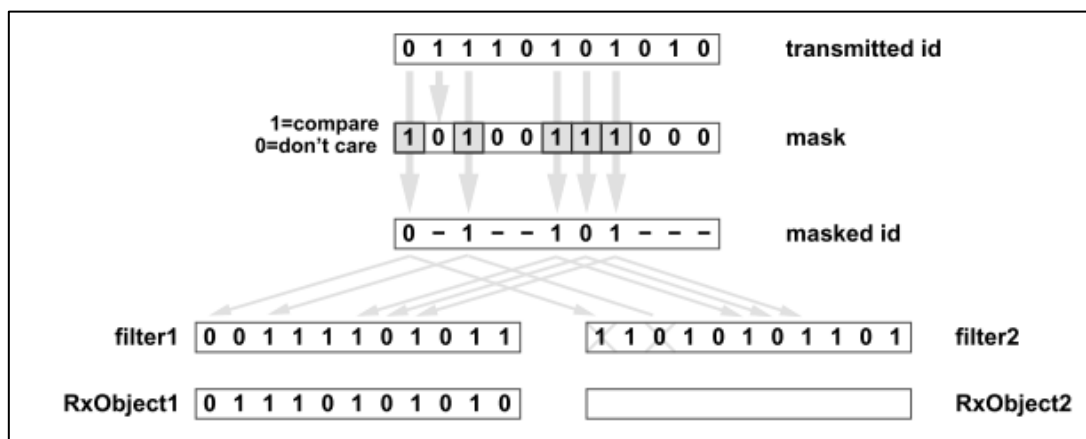 0 1 1 1 0 1 0 1 0 1 0 transmitted id
1=compare
0=don't care
1 0 1 0 0 1 1 1 0 0 0 mask
0 – 1 – – 1 0 1 – – – masked id
filter1 0 0 1 1 1 1 0 1 0 1 1 1 1 0 1 0 1 0 1 1 0 1 filter2
RxObject1 0 1 1 1 0 1 0 1 0 1 0 RxObject2